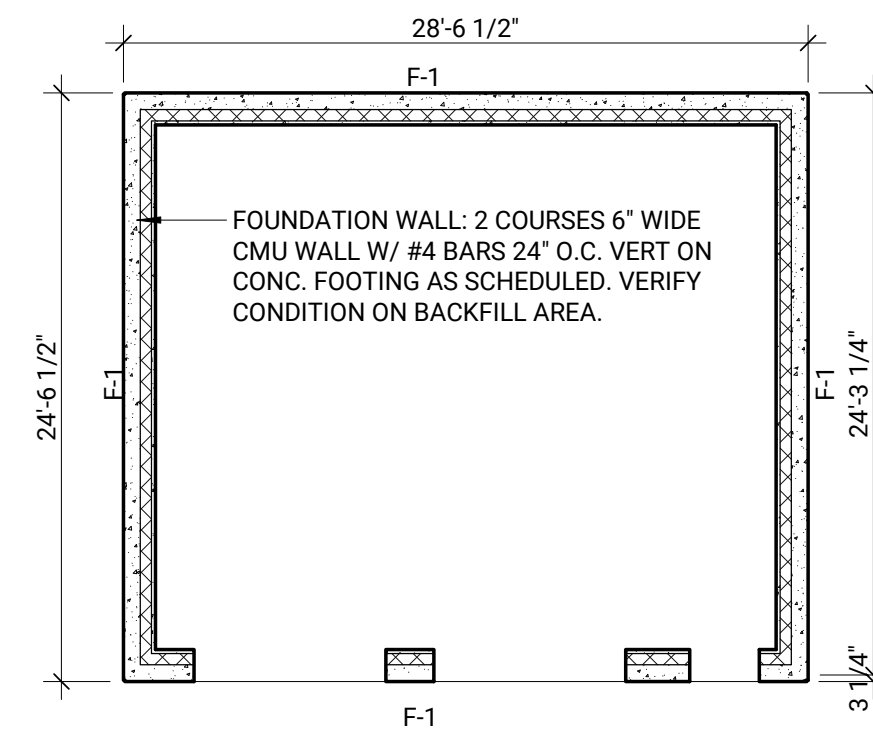 28'-6 1/2"
F-1
FOUNDATION WALL: 2 COURSES 6" WIDE
CMU WALL W/ #4 BARS 24" O.C. VERT ON
CONC. FOOTING AS SCHEDULED. VERIFY
CONDITION ON BACKFILL AREA.
24'-6 1/2"
F-1
F-1
24'-3 1/4"
3 1/4"
F-1